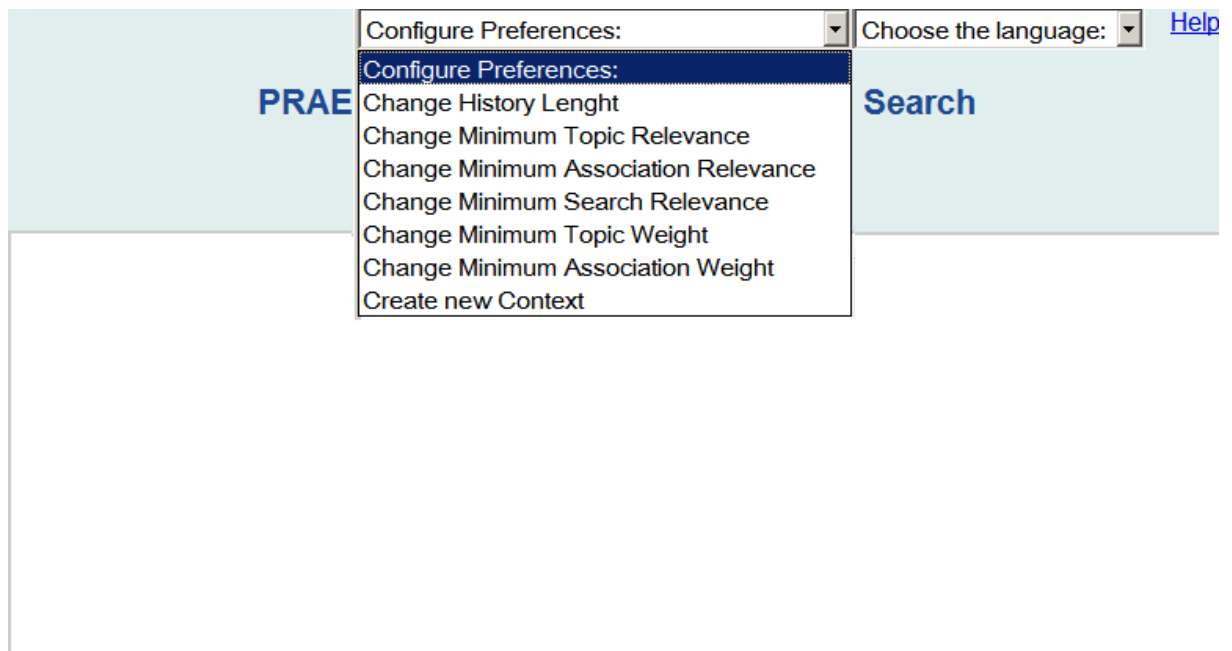 Configure Preferences: Choose the language: Help
Configure Preferences:
PRAE Change History Lenght Search
Change Minimum Topic Relevance
Change Minimum Association Relevance
Change Minimum Search Relevance
Change Minimum Topic Weight
Change Minimum Association Weight
Create new Context